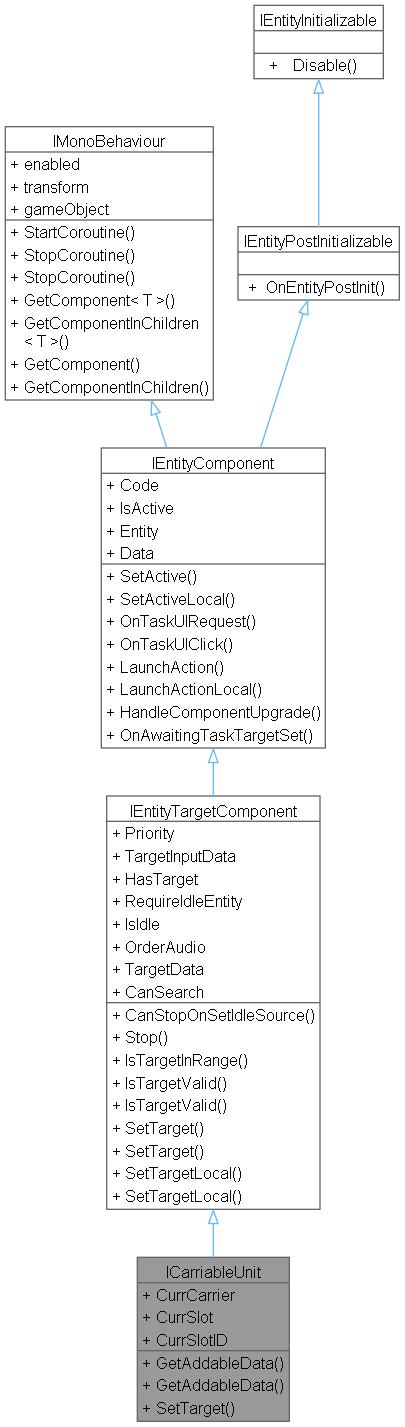 IEntityInitializable
+ Disable()
IMonoBehaviour
+ enabled
+ transform
+ gameObject
+ StartCoroutine()
+ StopCoroutine()
+ StopCoroutine()
+ GetComponent< T >()
+ GetComponentInChildren
< T >()
+ GetComponent()
+ GetComponentInChildren()
IEntityPostInitializable
+ OnEntityPostInit()
IEntityComponent
+ Code
+ IsActive
+ Entity
+ Data
+ SetActive()
+ SetActiveLocal()
+ OnTaskUIRequest()
+ OnTaskUIClick()
+ LaunchAction()
+ LaunchActionLocal()
+ HandleComponentUpgrade()
+ OnAwaitingTaskTargetSet()
IEntityTargetComponent
+ Priority
+ TargetInputData
+ HasTarget
+ RequireIdleEntity
+ IsIdle
+ OrderAudio
+ TargetData
+ CanSearch
+ CanStopOnSetIdleSource()
+ Stop()
+ IsTargetInRange()
+ IsTargetValid()
+ IsTargetValid()
+ SetTarget()
+ SetTarget()
+ SetTargetLocal()
+ SetTargetLocal()
ICarriableUnit
+ CurrCarrier
+ CurrSlot
+ CurrSlotID
+ GetAddableData()
+ GetAddableData()
+ SetTarget()